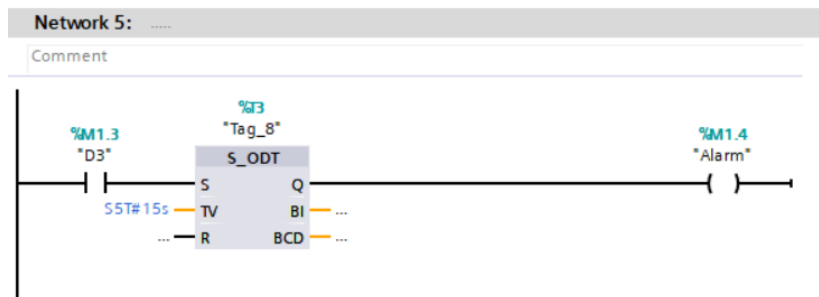 Network 5: .....
Comment
%T3
"Tag_8"
%M1.3
"D3"
%M1.4
"Alarm"
S_ODT
S Q
S5T#15s TV BI ...
... R BCD ...